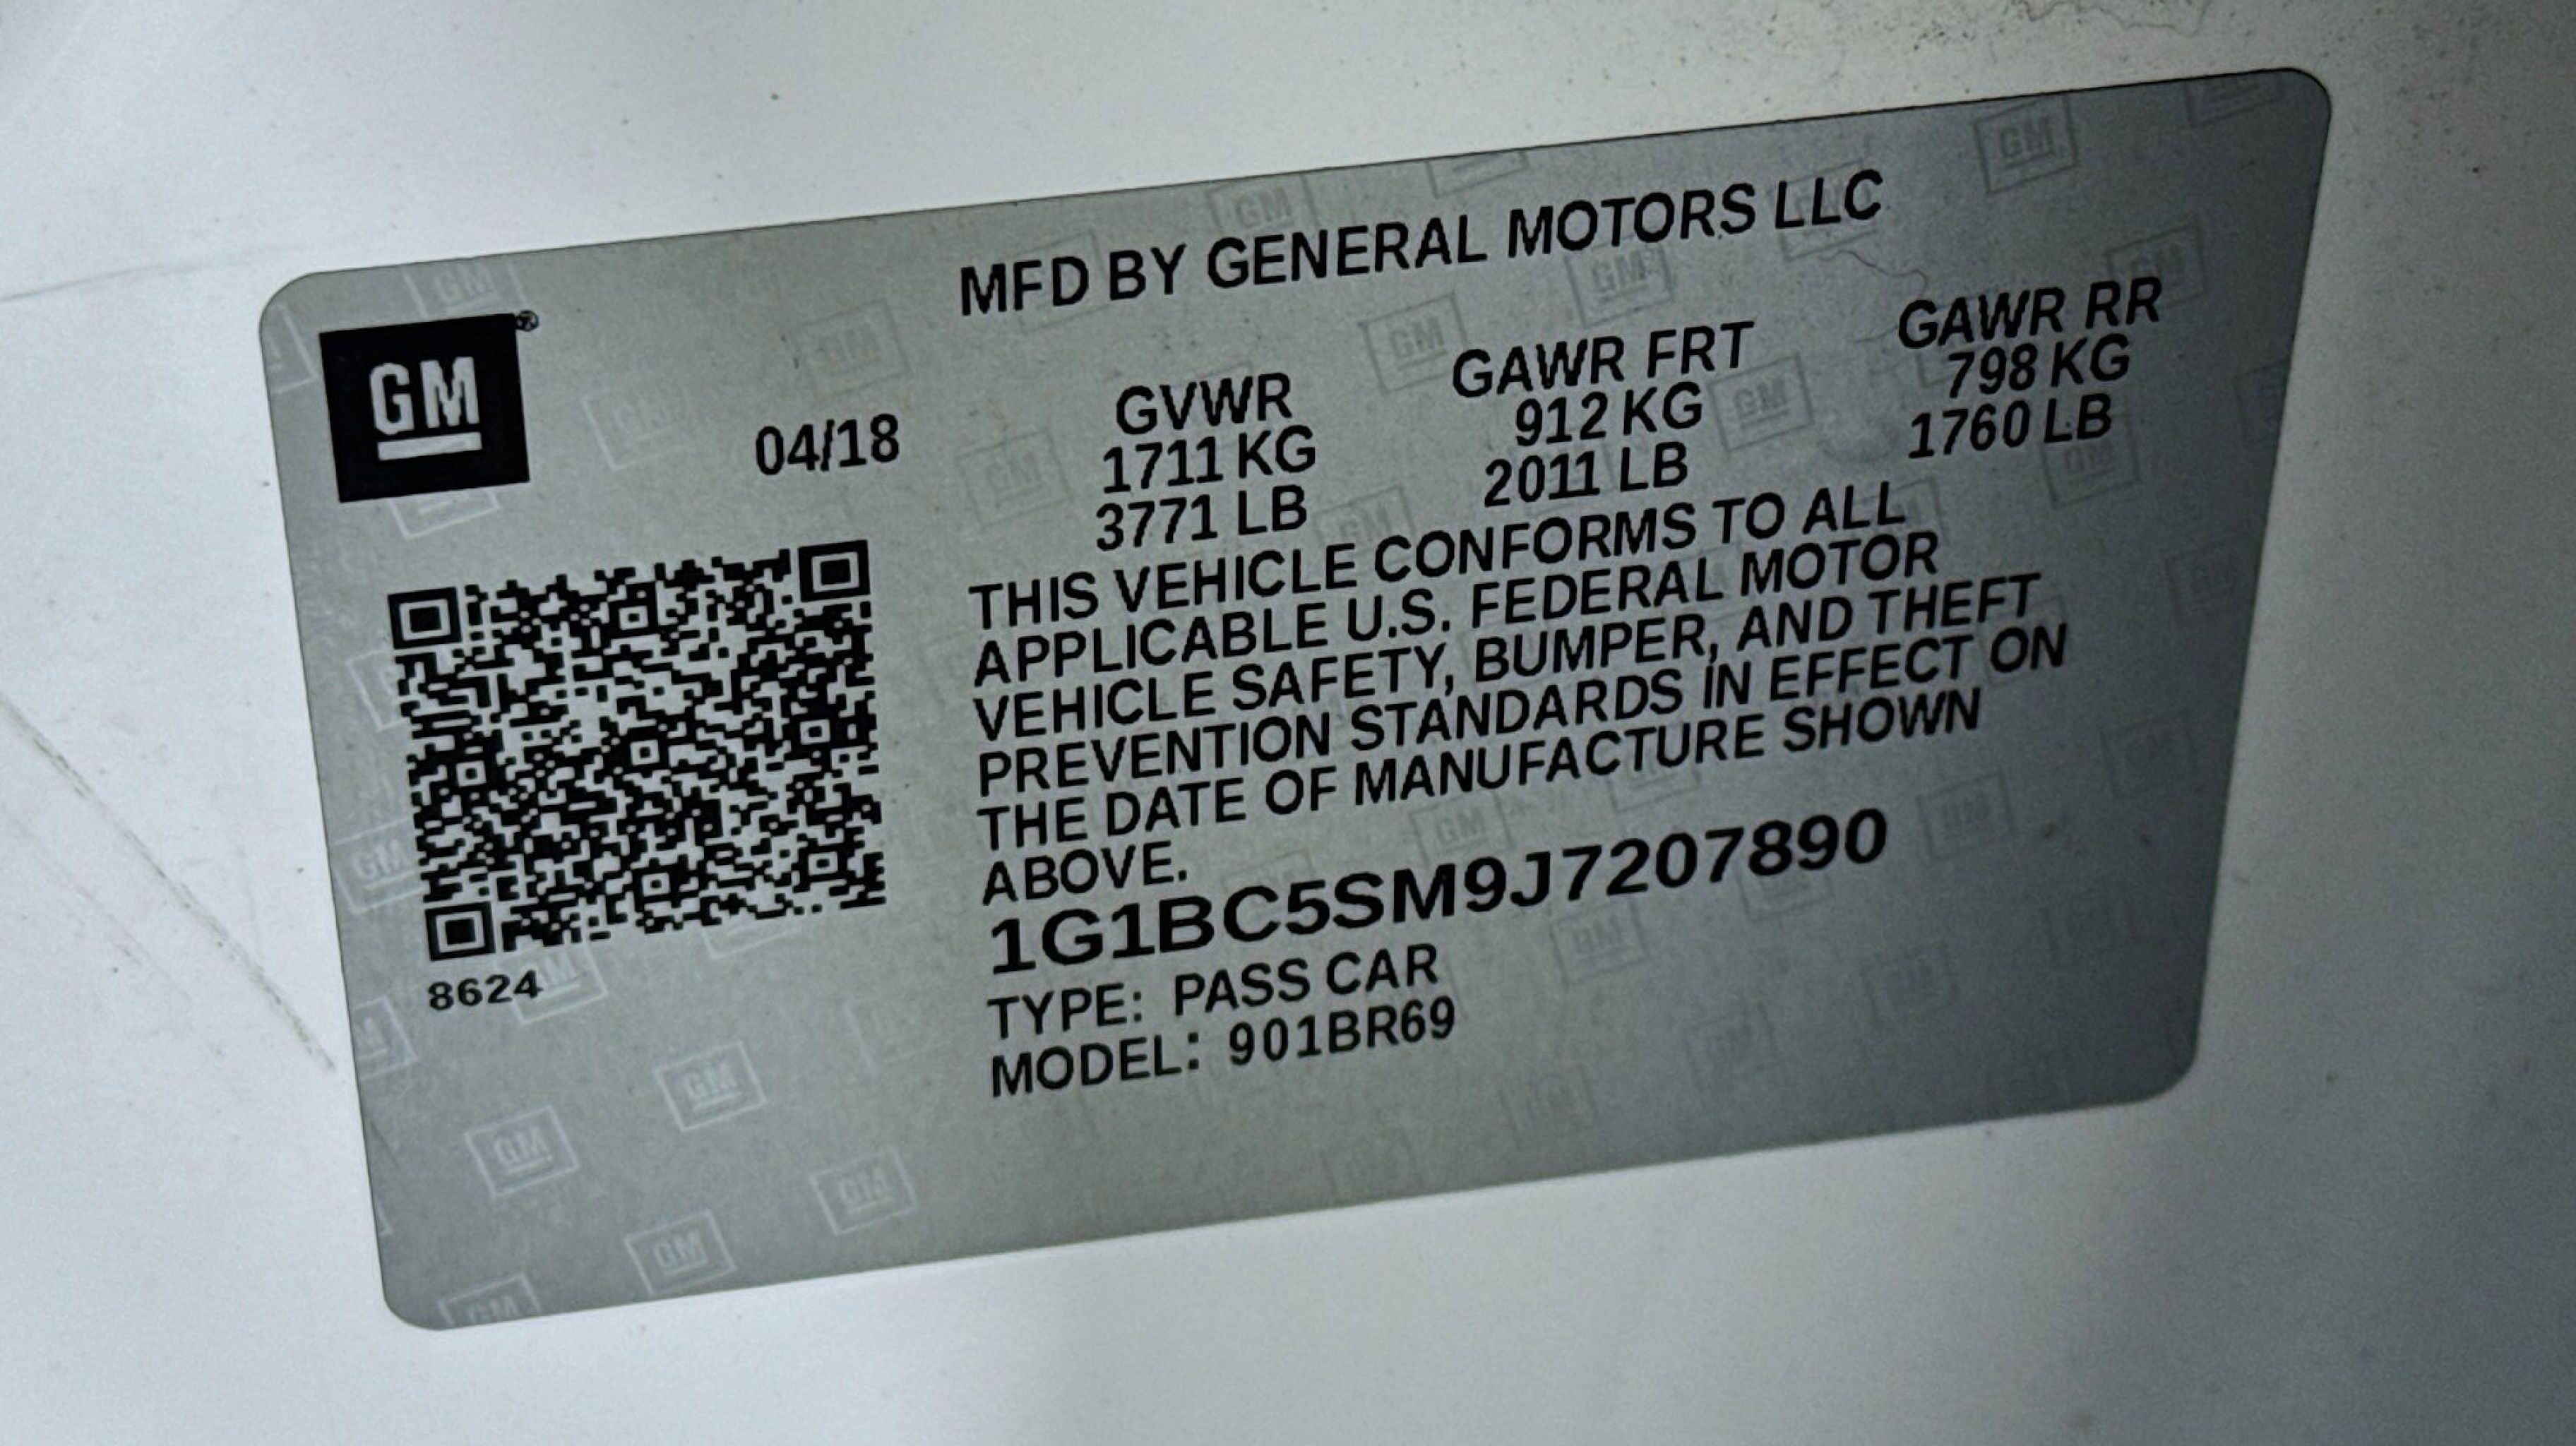 MFD BY GENERAL MOTORS LLC
GM®
04/18
GVWR
1711 KG
3771 LB
GAWR FRT
912 KG
2011 LB
GAWR RR
798 KG
1760 LB
THIS VEHICLE CONFORMS TO ALL
APPLICABLE U.S. FEDERAL MOTOR
VEHICLE SAFETY, BUMPER, AND THEFT
PREVENTION STANDARDS IN EFFECT ON
THE DATE OF MANUFACTURE SHOWN
ABOVE.
1G1BC5SM9J7207890
TYPE: PASS CAR
MODEL: 901BR69
8624